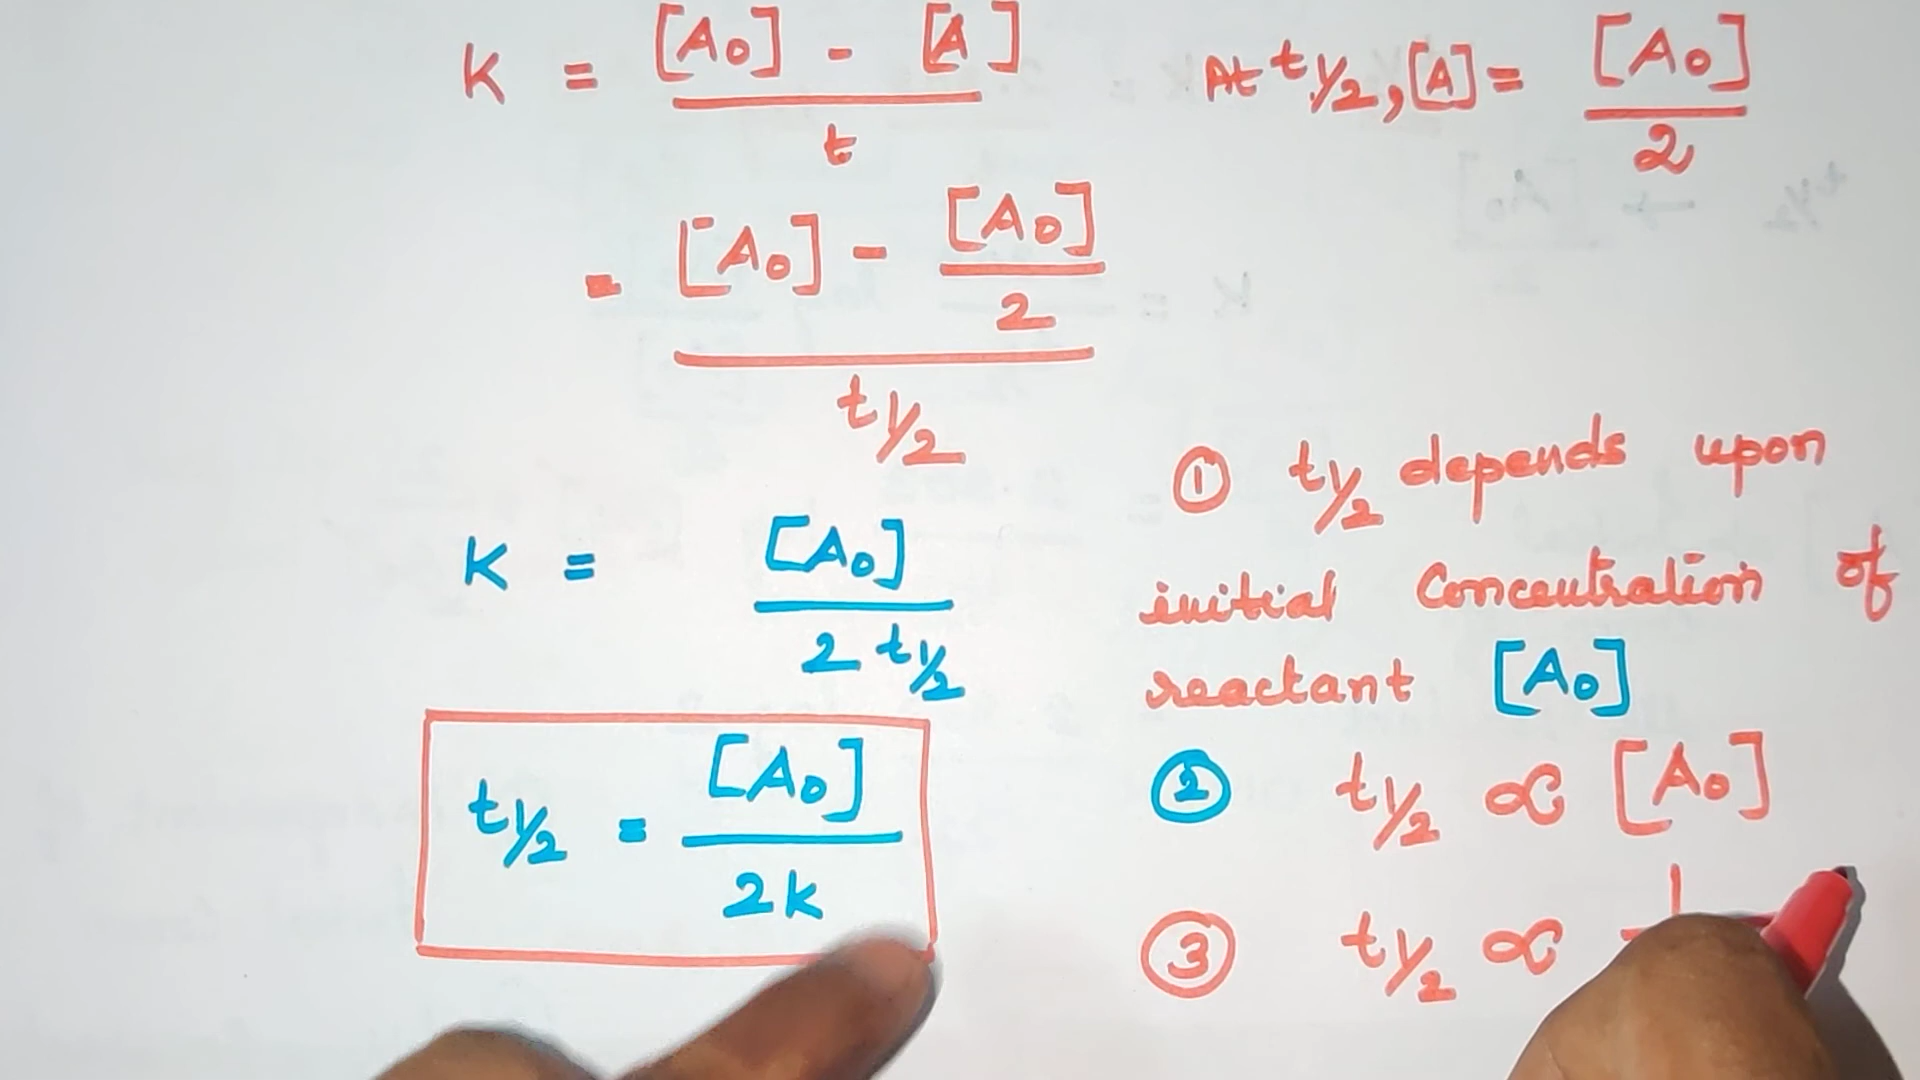 K = [A₀] - [A] / t
At t1/2, [A] = [A₀] / 2
= [A₀] - [A₀]/2 / t1/2
K = [A₀] / 2 t1/2
t1/2 = [A₀] / 2K
① t1/2 depends upon
initial Concentration of
reactant [A₀]
② t1/2 ∝ [A₀]
③ t1/2 ∝ 1